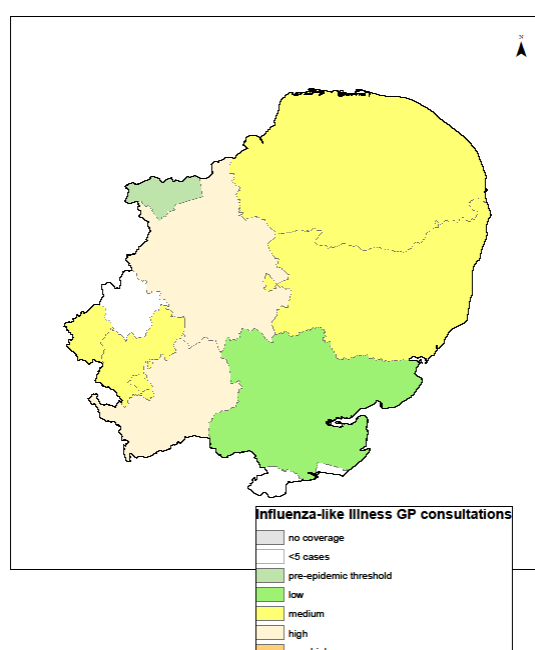 N
Influenza-like Illness GP consultations
no coverage
<5 cases
pre-epidemic threshold
low
medium
high